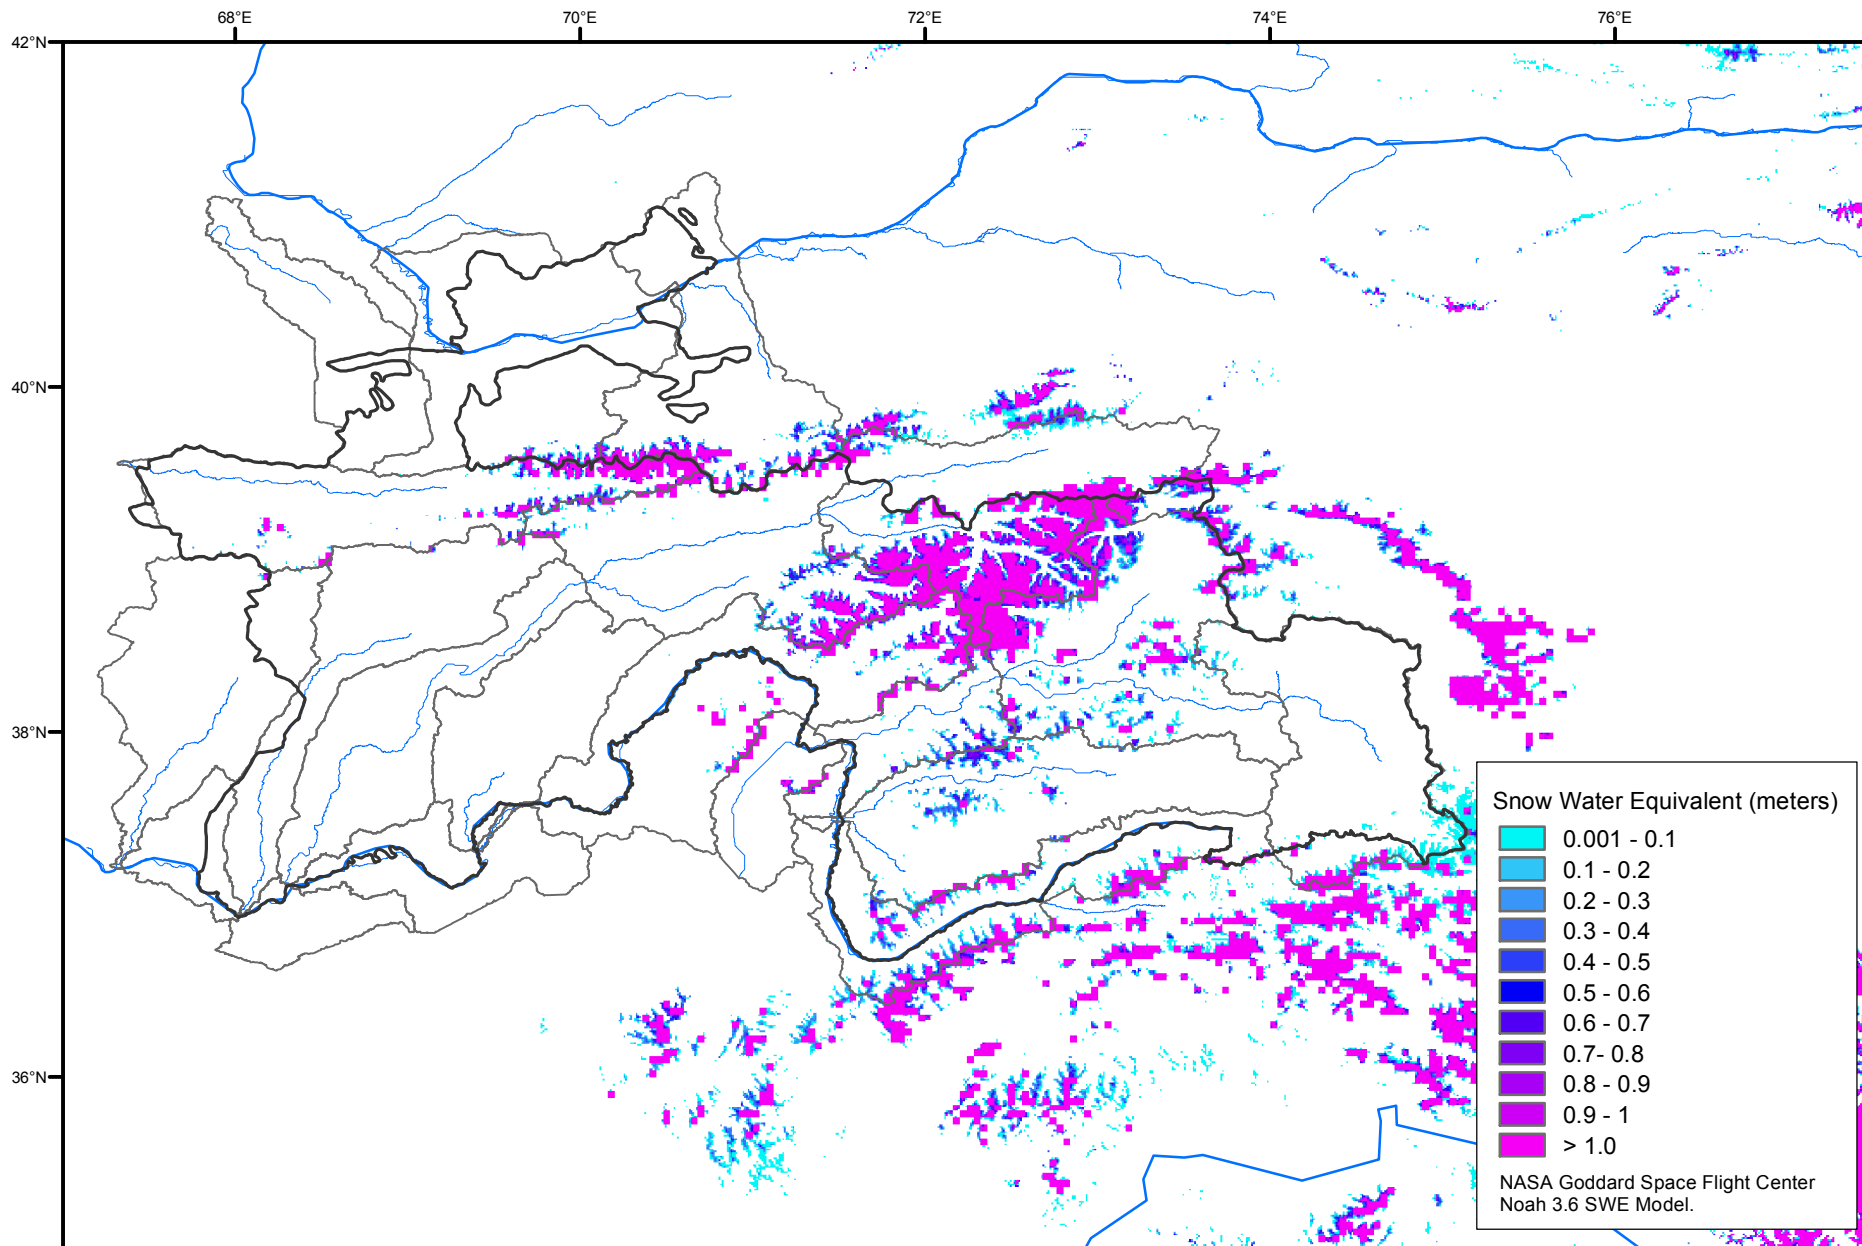 68°E
70°E
72°E
74°E
76°E
42°N
40°N
38°N
36°N
Snow Water Equivalent (meters)
0.001 - 0.1
0.1 - 0.2
0.2 - 0.3
0.3 - 0.4
0.4 - 0.5
0.5 - 0.6
0.6 - 0.7
0.7- 0.8
0.8 - 0.9
0.9 - 1
> 1.0
NASA Goddard Space Flight Center
Noah 3.6 SWE Model.